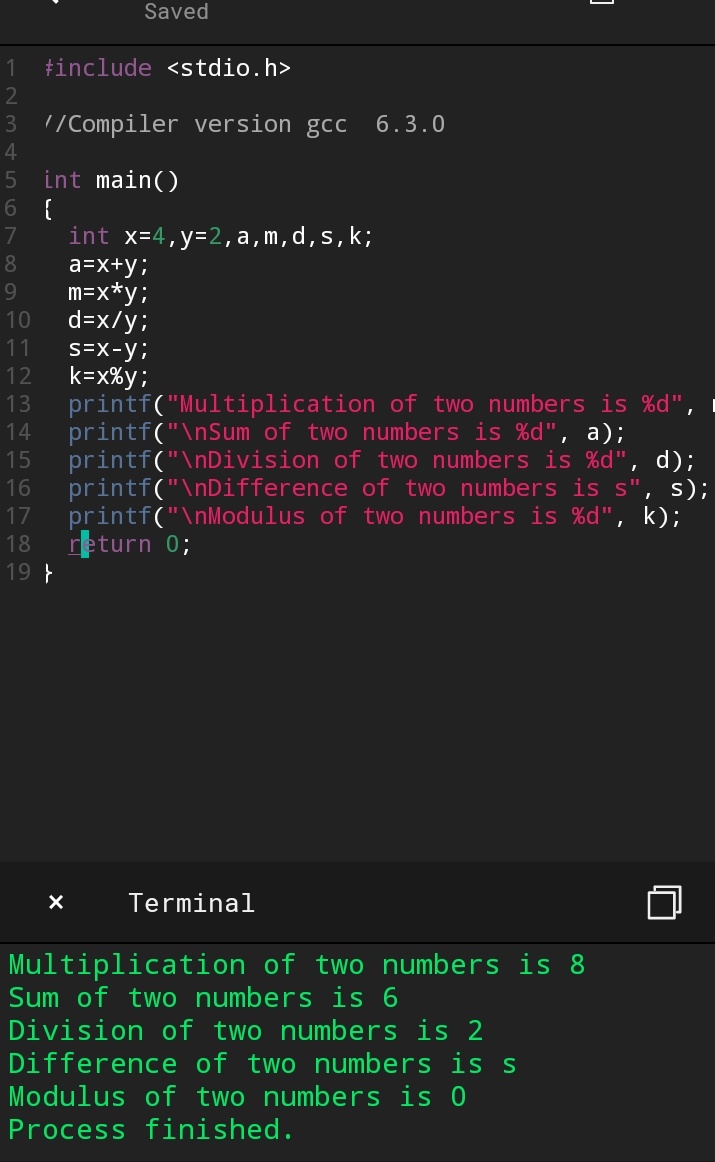 Saved
1 #include <stdio.h>
2
3 //Compiler version gcc  6.3.0
4
5 int main()
6 {
7   int x=4,y=2,a,m,d,s,k;
8   a=x+y;
9   m=x*y;
10   d=x/y;
11   s=x-y;
12   k=x%y;
13   printf("Multiplication of two numbers is %d",
14   printf("\nSum of two numbers is %d", a);
15   printf("\nDivision of two numbers is %d", d);
16   printf("\nDifference of two numbers is s", s);
17   printf("\nModulus of two numbers is %d", k);
18   return 0;
19 }
× Terminal
Multiplication of two numbers is 8
Sum of two numbers is 6
Division of two numbers is 2
Difference of two numbers is s
Modulus of two numbers is 0
Process finished.